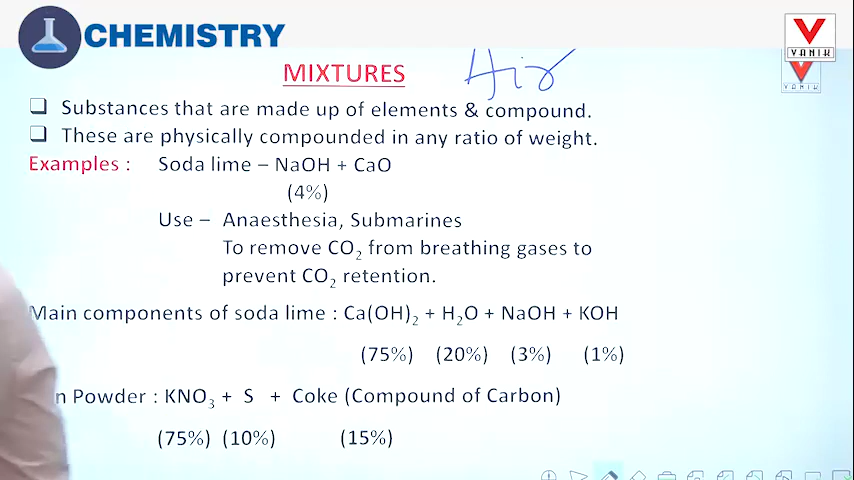 CHEMISTRY
MIXTURES
Air
VANIK
VANIK
❑ Substances that are made up of elements & compound.
❑ These are physically compounded in any ratio of weight.
Examples : Soda lime – NaOH + CaO
(4%)
Use – Anaesthesia, Submarines
To remove CO₂ from breathing gases to
prevent CO₂ retention.
Main components of soda lime : Ca(OH)₂ + H₂O + NaOH + KOH
(75%) (20%) (3%) (1%)
n Powder : KNO₃ + S + Coke (Compound of Carbon)
(75%) (10%) (15%)